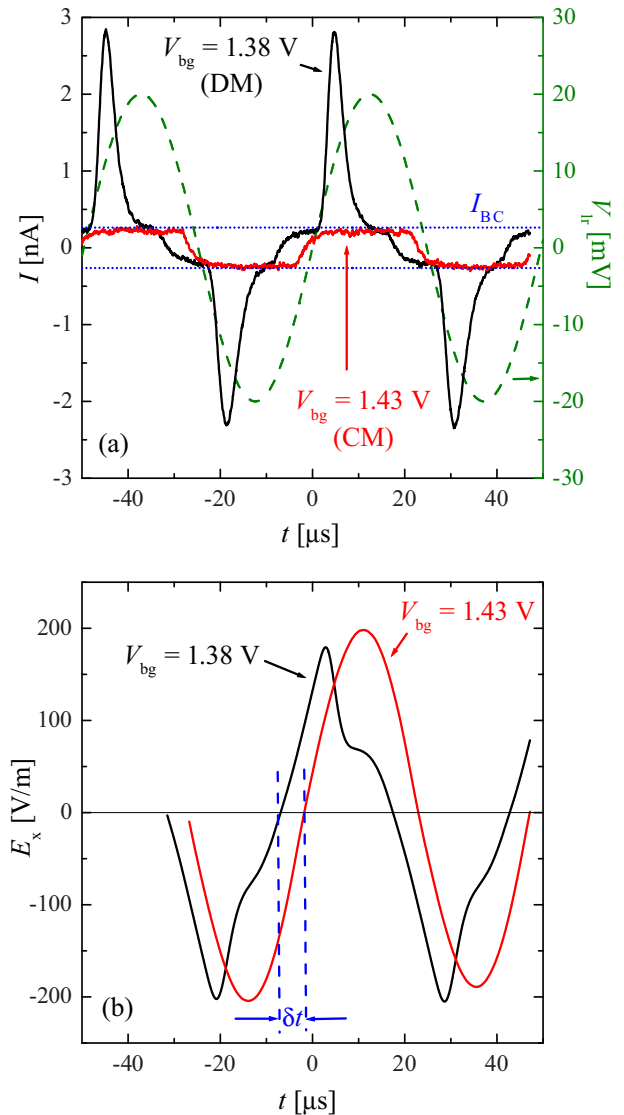 3
2
1
0
-1
-2
-3
I [nA]
30
20
10
0
-10
-20
-30
V_lr [mV]
V_bg = 1.38 V
(DM)
I_BC
V_bg = 1.43 V
(CM)
(a)
-40 -20 0 20 40
t [μs]
200
100
0
-100
-200
E_x [V/m]
V_bg = 1.43 V
V_bg = 1.38 V
(b)
δt
-40 -20 0 20 40
t [μs]